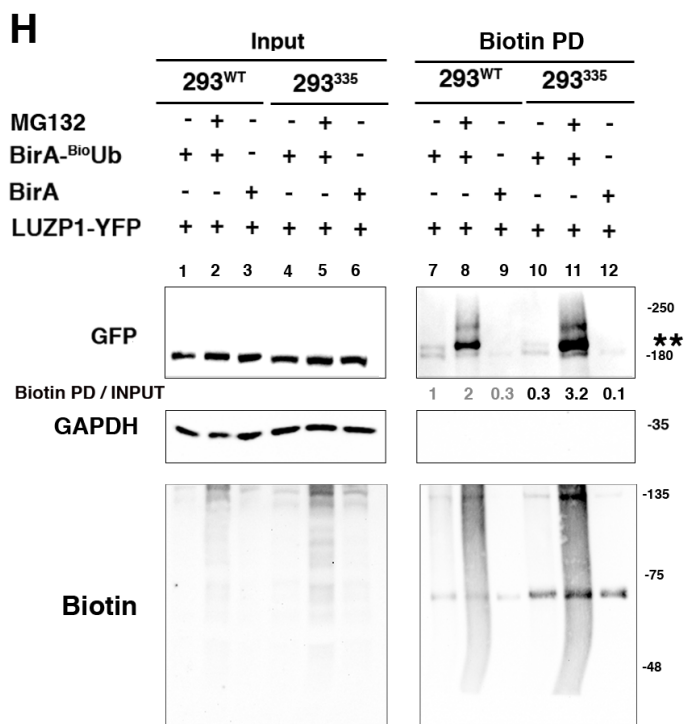 H
Input Biotin PD
293WT 293335 293WT 293335
MG132 - + - - + - - + - - + -
BirA-BioUb + + - + + - + + - + + -
BirA - - + - - + - - + - - +
LUZP1-YFP + + + + + + + + + + + +
1 2 3 4 5 6 7 8 9 10 11 12
-250
GFP **
-180
Biotin PD / INPUT 1 2 0.3 0.3 3.2 0.1
GAPDH -35
-135
-75
Biotin
-48